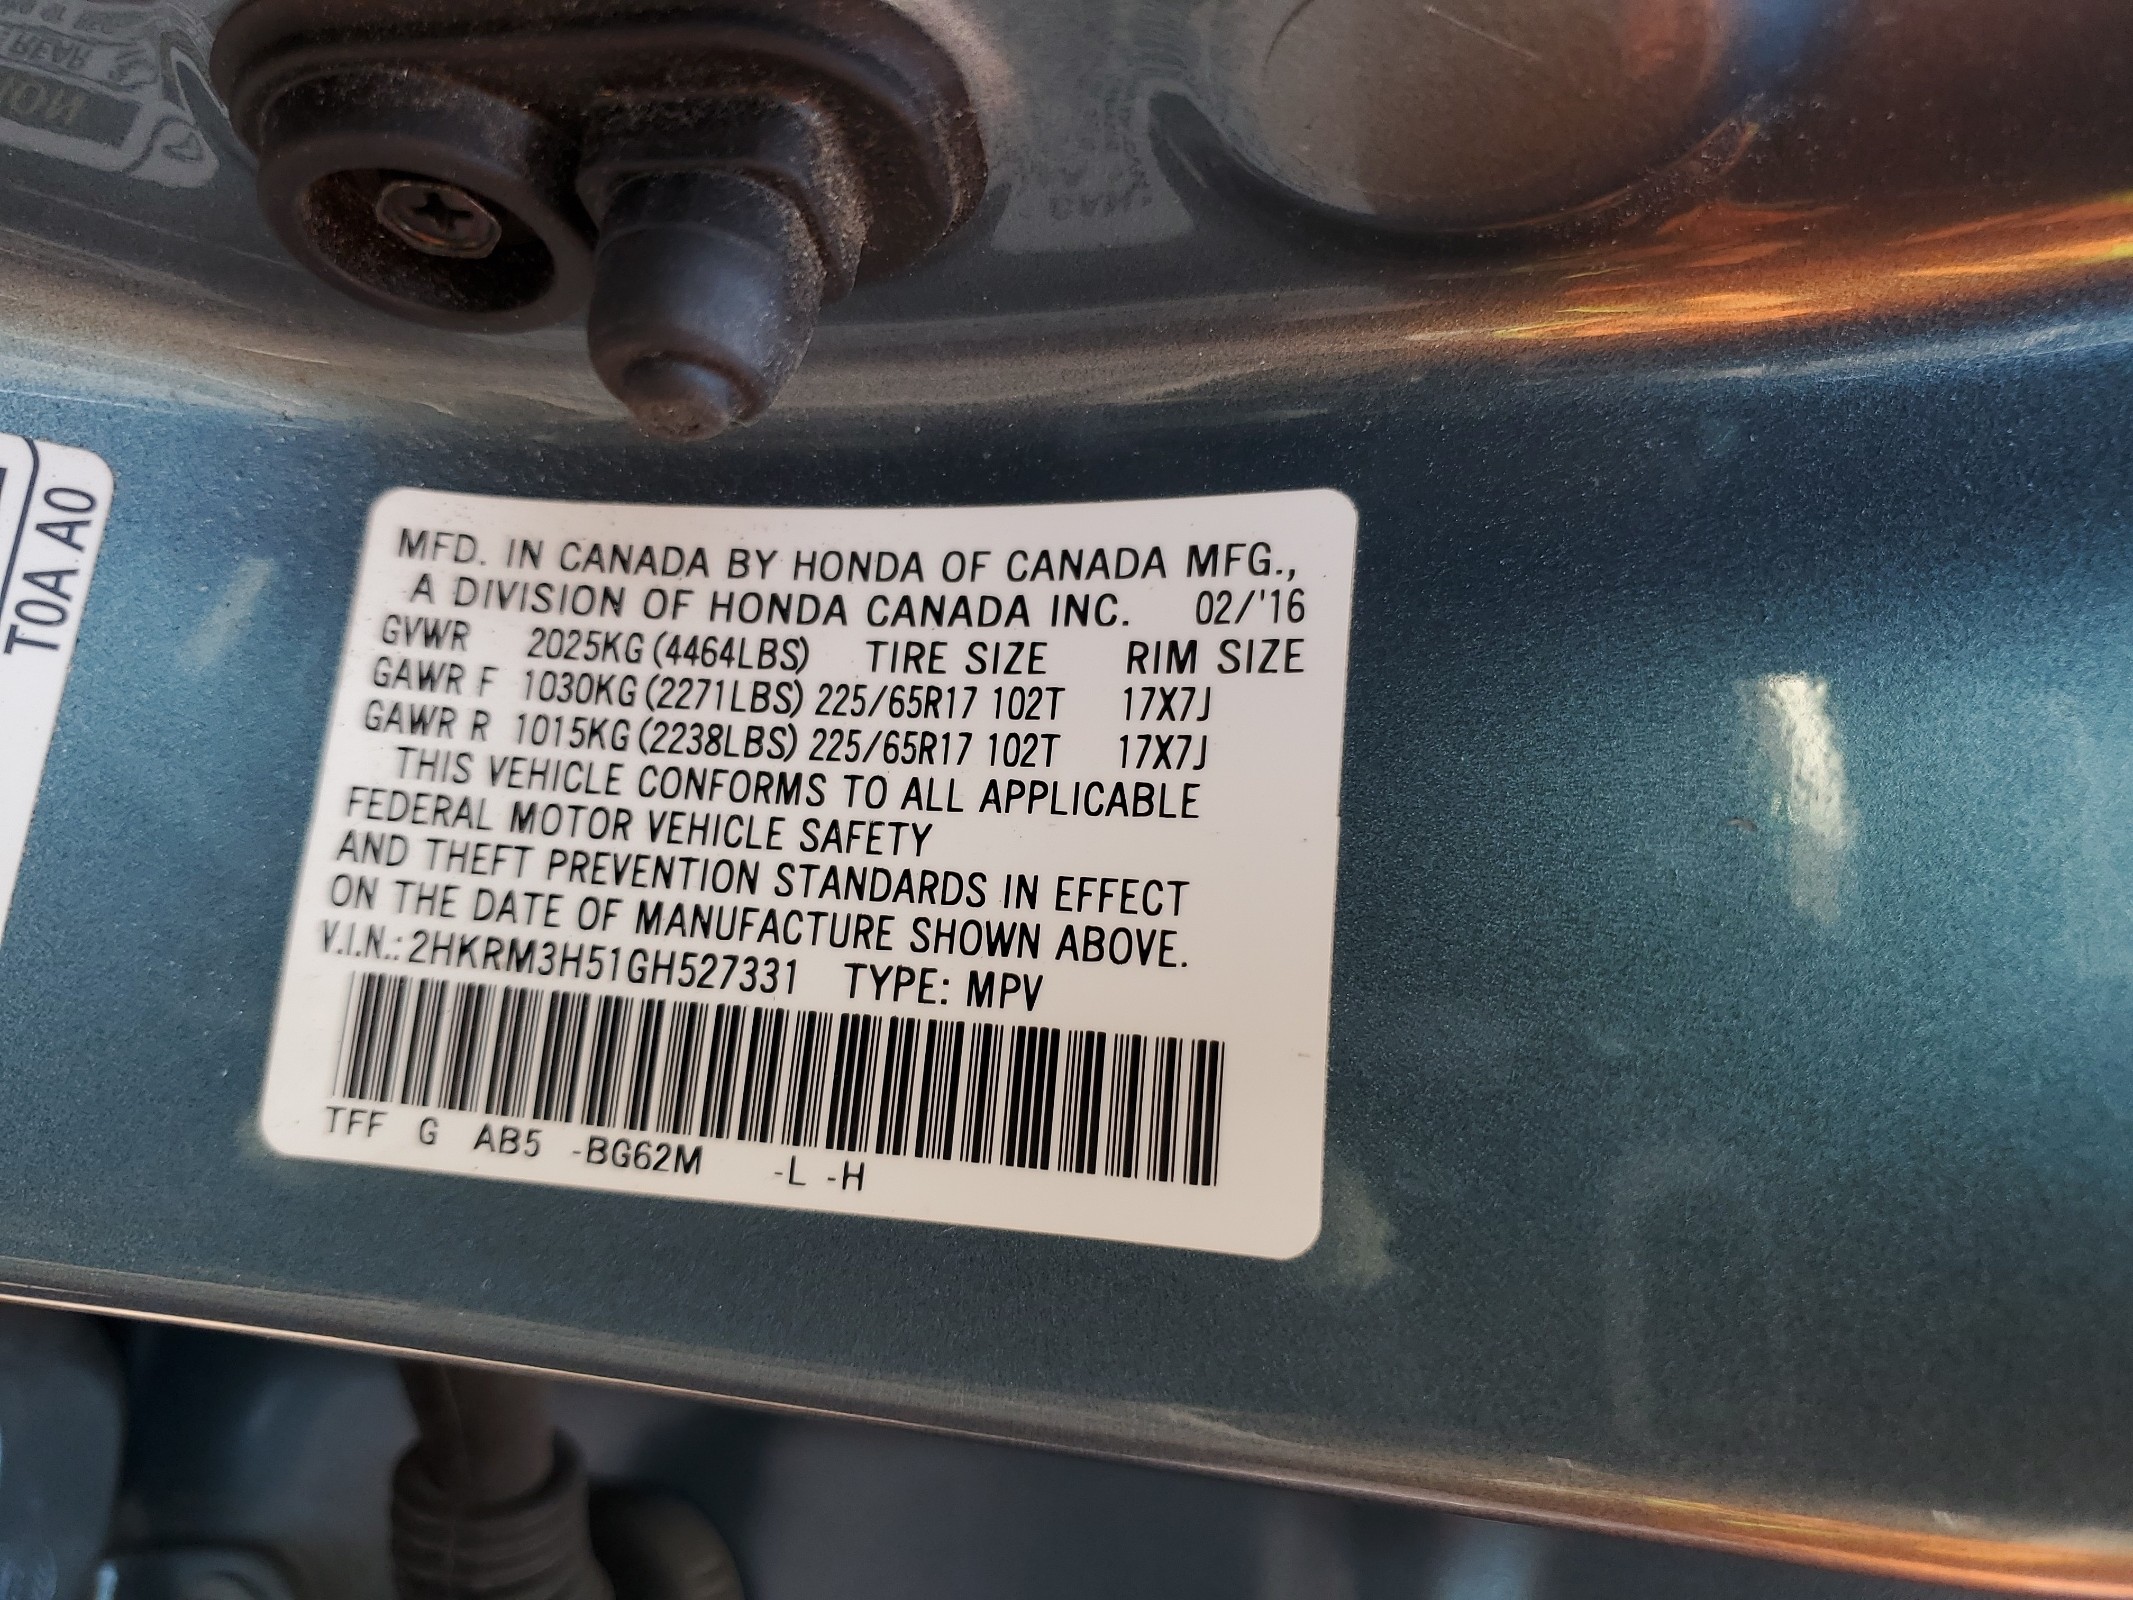 T0A A0
MFD. IN CANADA BY HONDA OF CANADA MFG.,
A DIVISION OF HONDA CANADA INC. 02/'16
GVWR 2025KG (4464LBS) TIRE SIZE RIM SIZE
GAWR F 1030KG (2271LBS) 225/65R17 102T 17X7J
GAWR R 1015KG (2238LBS) 225/65R17 102T 17X7J
THIS VEHICLE CONFORMS TO ALL APPLICABLE
FEDERAL MOTOR VEHICLE SAFETY
AND THEFT PREVENTION STANDARDS IN EFFECT
ON THE DATE OF MANUFACTURE SHOWN ABOVE.
V.I.N.: 2HKRM3H51GH527331 TYPE: MPV
TFF G AB5 -BG62M -L -H